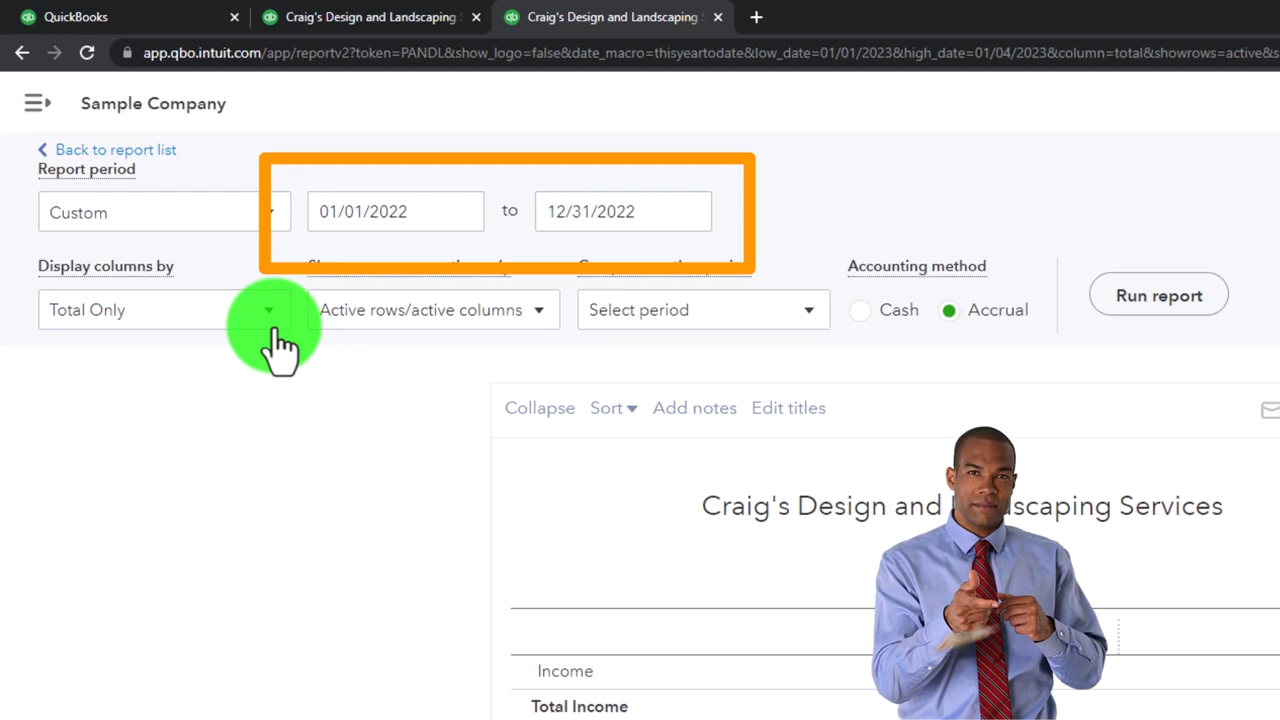 QuickBooks
Craig's Design and Landscaping S
Craig's Design and Landscaping S
app.qbo.intuit.com/app/reportv2?token=PANDL&show_logo=false&date_macro=thisyeartodate&low_date=01/01/2023&high_date=01/04/2023&column=total&showrows=active&s
Sample Company
Back to report list
Report period
Custom
01/01/2022 to 12/31/2022
Display columns by
Accounting method
Total Only
Active rows/active columns
Select period
Cash
Accrual
Run report
Collapse Sort Add notes Edit titles
Craig's Design and Landscaping Services
Income
Total Income